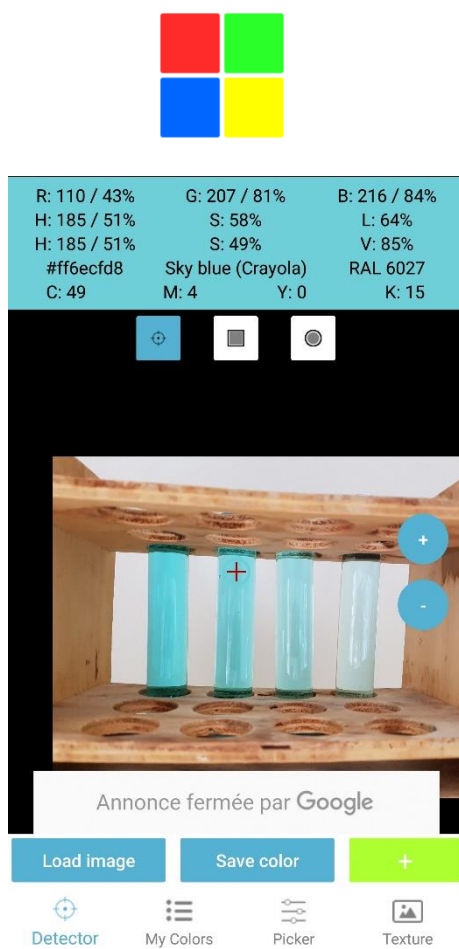 R: 110 / 43% G: 207 / 81% B: 216 / 84%
H: 185 / 51% S: 58% L: 64%
H: 185 / 51% S: 49% V: 85%
#ff6ecfd8 Sky blue (Crayola) RAL 6027
C: 49 M: 4 Y: 0 K: 15
+
-
Annonce fermée par Google
Load image Save color +
Detector My Colors Picker Texture